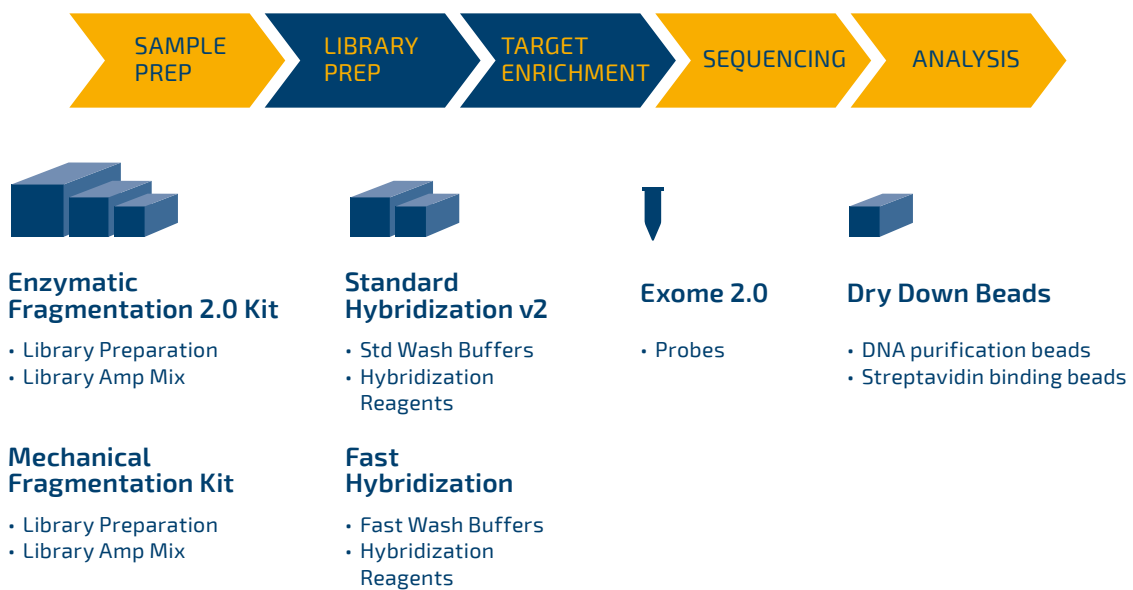 SAMPLE
PREP
LIBRARY
PREP
TARGET
ENRICHMENT
SEQUENCING
ANALYSIS
Enzymatic
Fragmentation 2.0 Kit
• Library Preparation
• Library Amp Mix
Mechanical
Fragmentation Kit
• Library Preparation
• Library Amp Mix
Standard
Hybridization v2
• Std Wash Buffers
• Hybridization
Reagents
Fast
Hybridization
• Fast Wash Buffers
• Hybridization
Reagents
Exome 2.0
• Probes
Dry Down Beads
• DNA purification beads
• Streptavidin binding beads